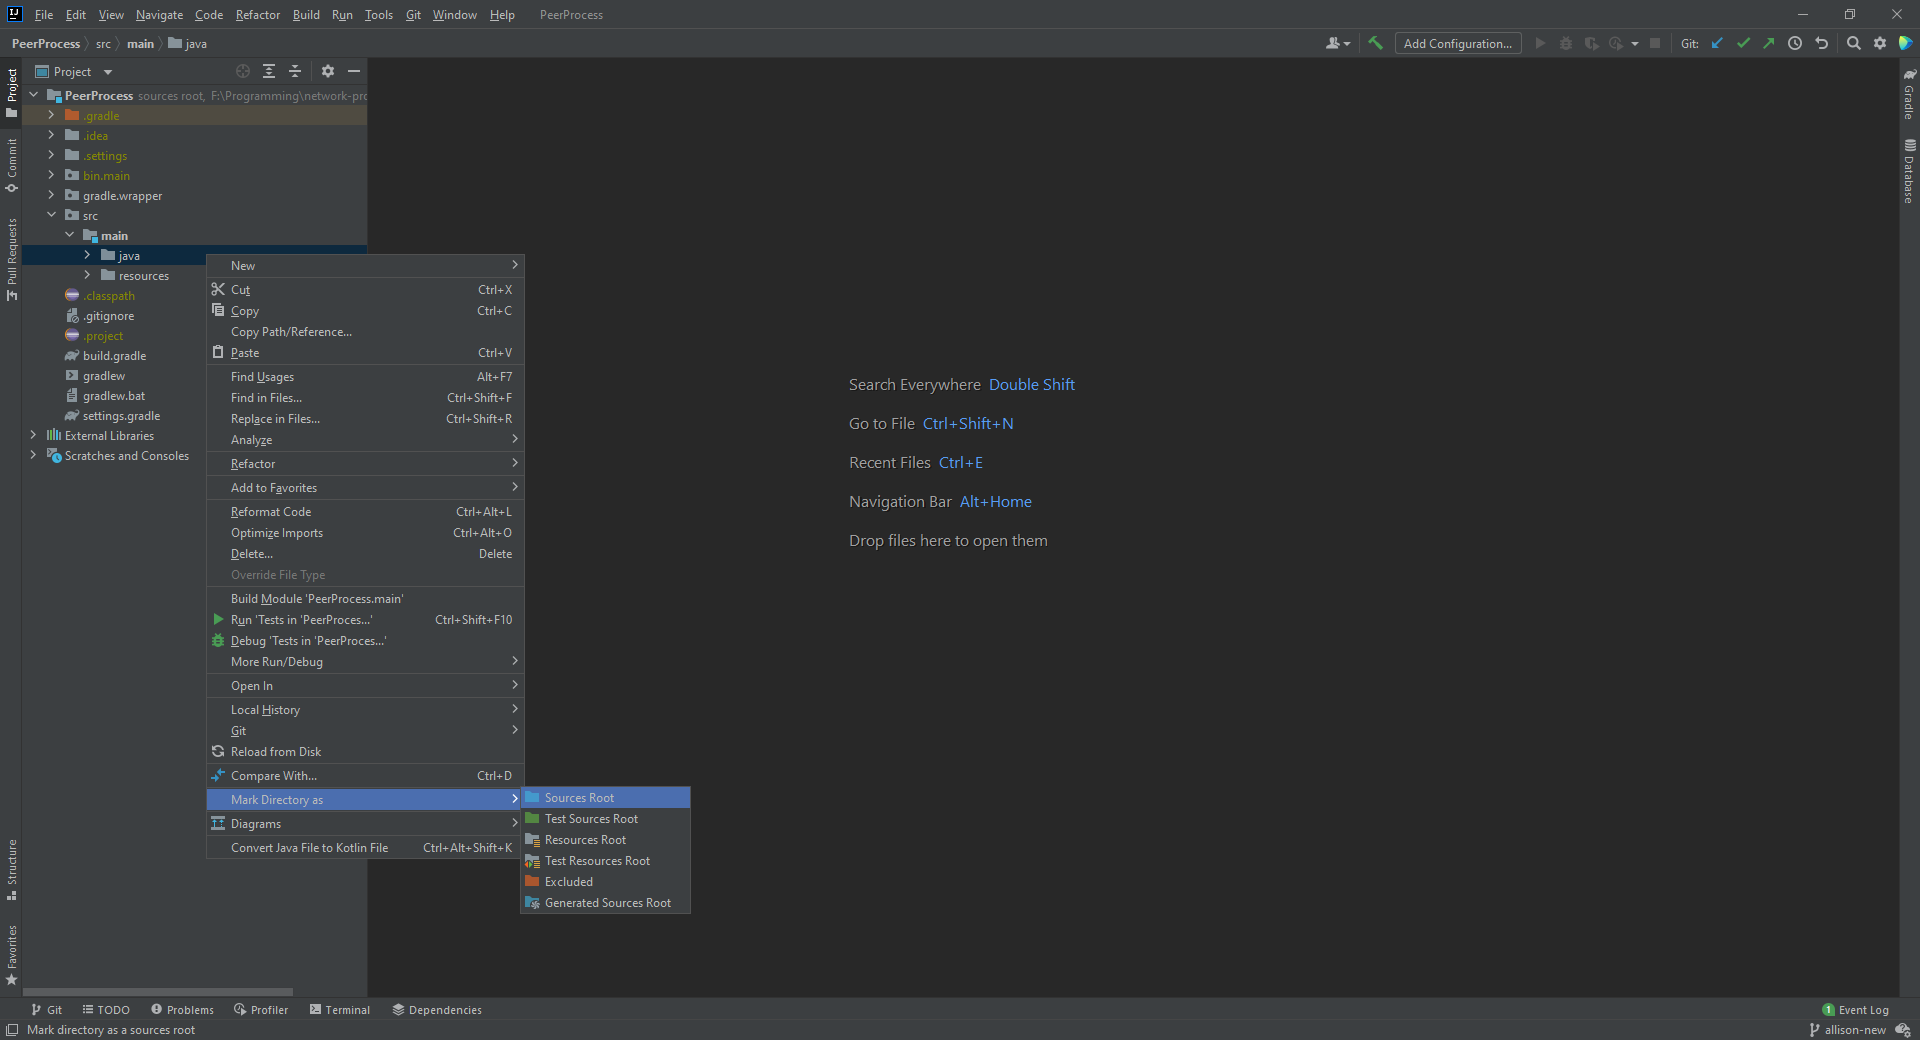 File Edit View Navigate Code Refactor Build Run Tools Git Window Help PeerProcess
PeerProcess src main java
Add Configuration...
Git:
Project
Project
Commit
Pull Requests
Structure
Favorites
PeerProcess sources root, F:\Programming\network-pro
.gradle
.idea
.settings
bin.main
gradle.wrapper
src
main
java
resources
.classpath
.gitignore
.project
build.gradle
gradlew
gradlew.bat
settings.gradle
External Libraries
Scratches and Consoles
New
Cut Ctrl+X
Copy Ctrl+C
Copy Path/Reference...
Paste Ctrl+V
Find Usages Alt+F7
Find in Files... Ctrl+Shift+F
Replace in Files... Ctrl+Shift+R
Analyze
Refactor
Add to Favorites
Reformat Code Ctrl+Alt+L
Optimize Imports Ctrl+Alt+O
Delete... Delete
Override File Type
Build Module 'PeerProcess.main'
Run 'Tests in 'PeerProces...' Ctrl+Shift+F10
Debug 'Tests in 'PeerProces...'
More Run/Debug
Open In
Local History
Git
Reload from Disk
Compare With... Ctrl+D
Mark Directory as
Diagrams
Convert Java File to Kotlin File Ctrl+Alt+Shift+K
Sources Root
Test Sources Root
Resources Root
Test Resources Root
Excluded
Generated Sources Root
Search Everywhere Double Shift
Go to File Ctrl+Shift+N
Recent Files Ctrl+E
Navigation Bar Alt+Home
Drop files here to open them
Gradle
Database
Git TODO Problems Profiler Terminal Dependencies
1 Event Log
Mark directory as a sources root
allison-new